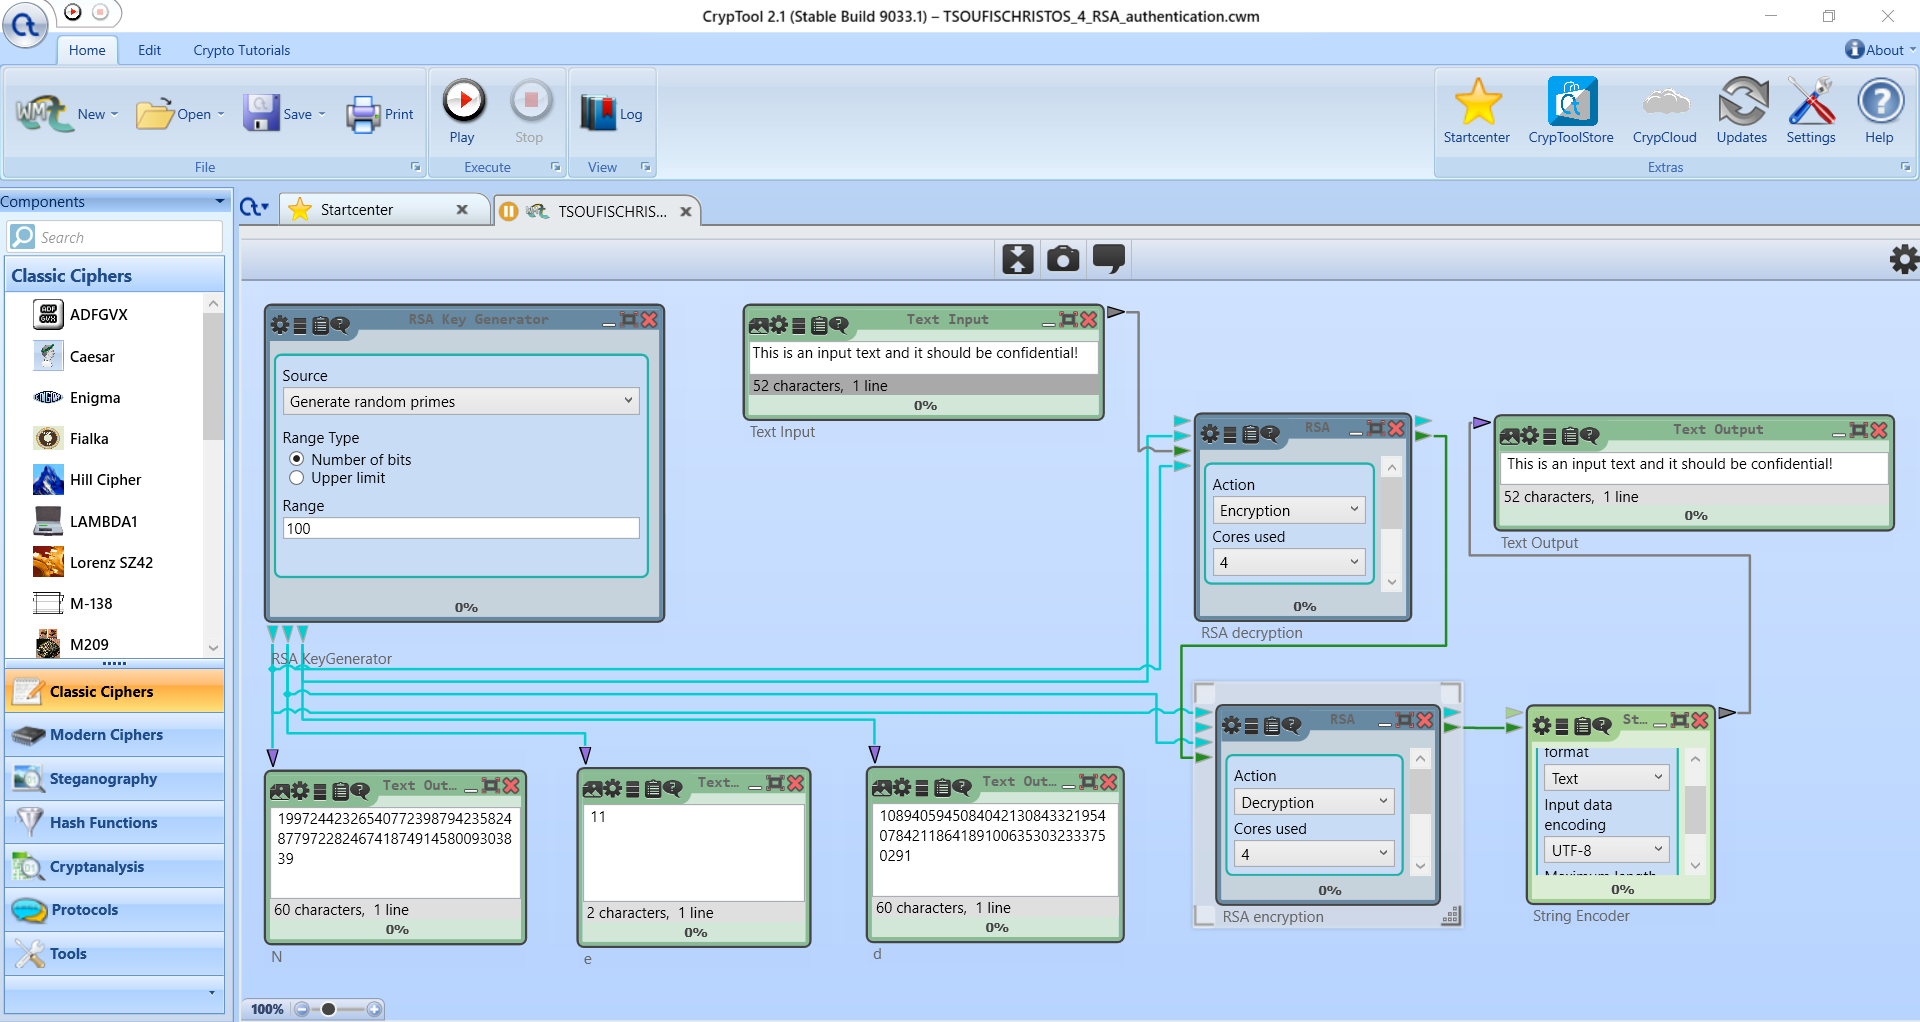 CrypTool 2.1 (Stable Build 9033.1) – TSOUFISCHRISTOS_4_RSA_authentication.cwm
Home Edit Crypto Tutorials About
New Open Save Print
Play Stop
Log
Startcenter CrypToolStore CrypCloud Updates Settings Help
File Execute View Extras
Components
Startcenter
TSOUFISCHRIS...
Search
Classic Ciphers
ADFGVX
Caesar
Enigma
Fialka
Hill Cipher
LAMBDA1
Lorenz SZ42
M-138
M209
Classic Ciphers
Modern Ciphers
Steganography
Hash Functions
Cryptanalysis
Protocols
Tools
RSA Key Generator
Source
Generate random primes
Range Type
Number of bits
Upper limit
Range
100
0%
RSA KeyGenerator
Text Input
This is an input text and it should be confidential!
52 characters, 1 line
0%
Text Input
RSA
Action
Encryption
Cores used
4
0%
RSA decryption
Text Output
This is an input text and it should be confidential!
52 characters, 1 line
0%
Text Output
Text Out...
19972442326540772398794235824
87797228246741874914580093038
39
60 characters, 1 line
0%
N
Text...
11
2 characters, 1 line
0%
e
Text Out...
1089405945084042130843321954
0784211864189100635303233375
0291
60 characters, 1 line
0%
d
RSA
Action
Decryption
Cores used
4
0%
RSA encryption
St...
format
Text
Input data
encoding
UTF-8
Maximum length
0%
String Encoder
100%